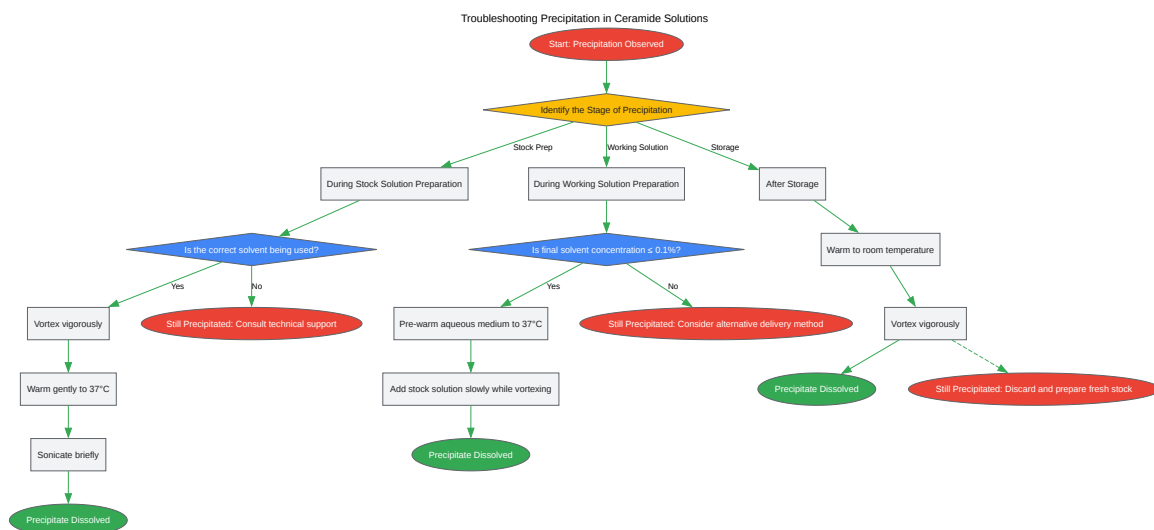 Troubleshooting Precipitation in Ceramide Solutions
Start: Precipitation Observed
Identify the Stage of Precipitation
Stock Prep
Working Solution
Storage
During Stock Solution Preparation
During Working Solution Preparation
After Storage
Is the correct solvent being used?
Is final solvent concentration ≤ 0.1%?
Warm to room temperature
Yes
No
Yes
No
Vortex vigorously
Still Precipitated: Consult technical support
Pre-warm aqueous medium to 37°C
Still Precipitated: Consider alternative delivery method
Vortex vigorously
Warm gently to 37°C
Add stock solution slowly while vortexing
Precipitate Dissolved
Still Precipitated: Discard and prepare fresh stock
Sonicate briefly
Precipitate Dissolved
Precipitate Dissolved